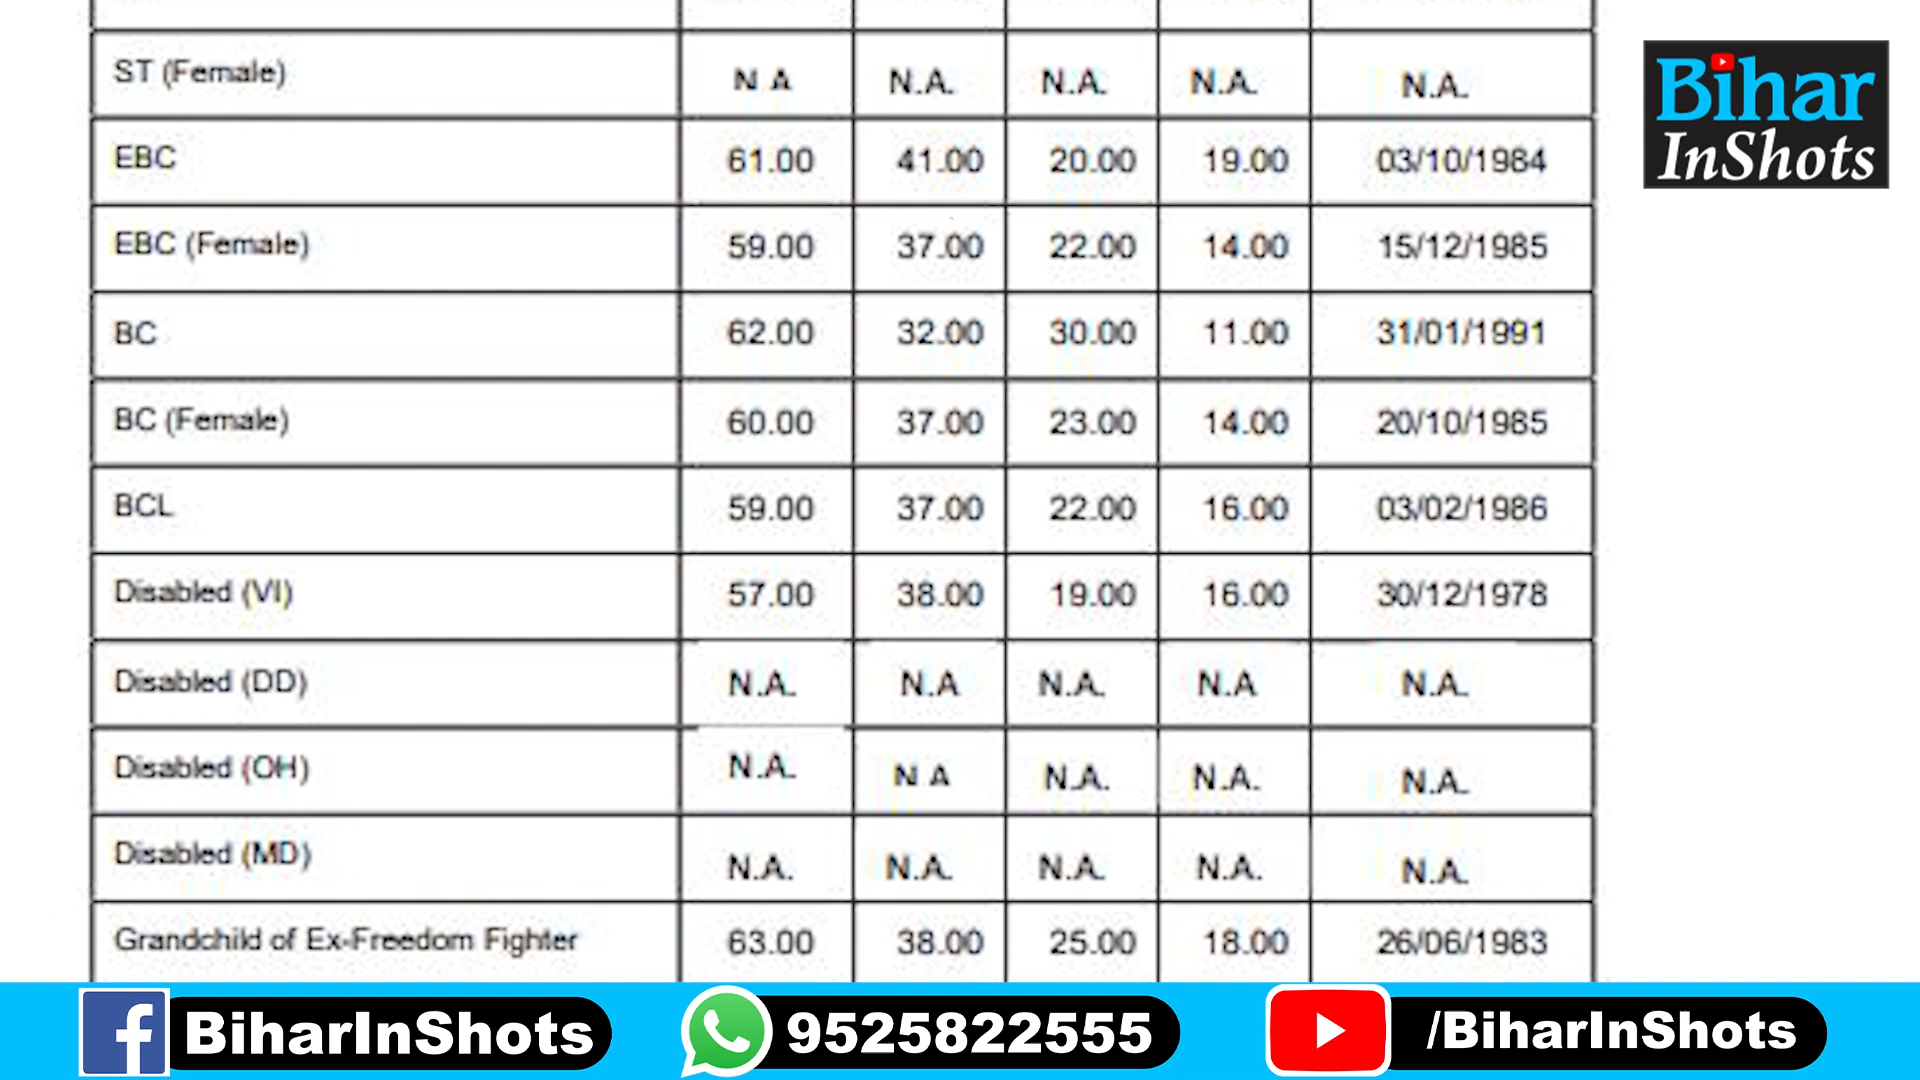 ST (Female) N A N.A. N.A. N.A. N.A.
EBC 61.00 41.00 20.00 19.00 03/10/1984
EBC (Female) 59.00 37.00 22.00 14.00 15/12/1985
BC 62.00 32.00 30.00 11.00 31/01/1991
BC (Female) 60.00 37.00 23.00 14.00 20/10/1985
BCL 59.00 37.00 22.00 16.00 03/02/1986
Disabled (VI) 57.00 38.00 19.00 16.00 30/12/1978
Disabled (DD) N.A. N.A N.A. N.A N.A.
Disabled (OH) N.A. N A N.A. N.A. N.A.
Disabled (MD) N.A. N.A. N.A. N.A. N.A.
Grandchild of Ex-Freedom Fighter 63.00 38.00 25.00 18.00 26/06/1983
Bihar
InShots
BiharInShots 9525822555 /BiharInShots